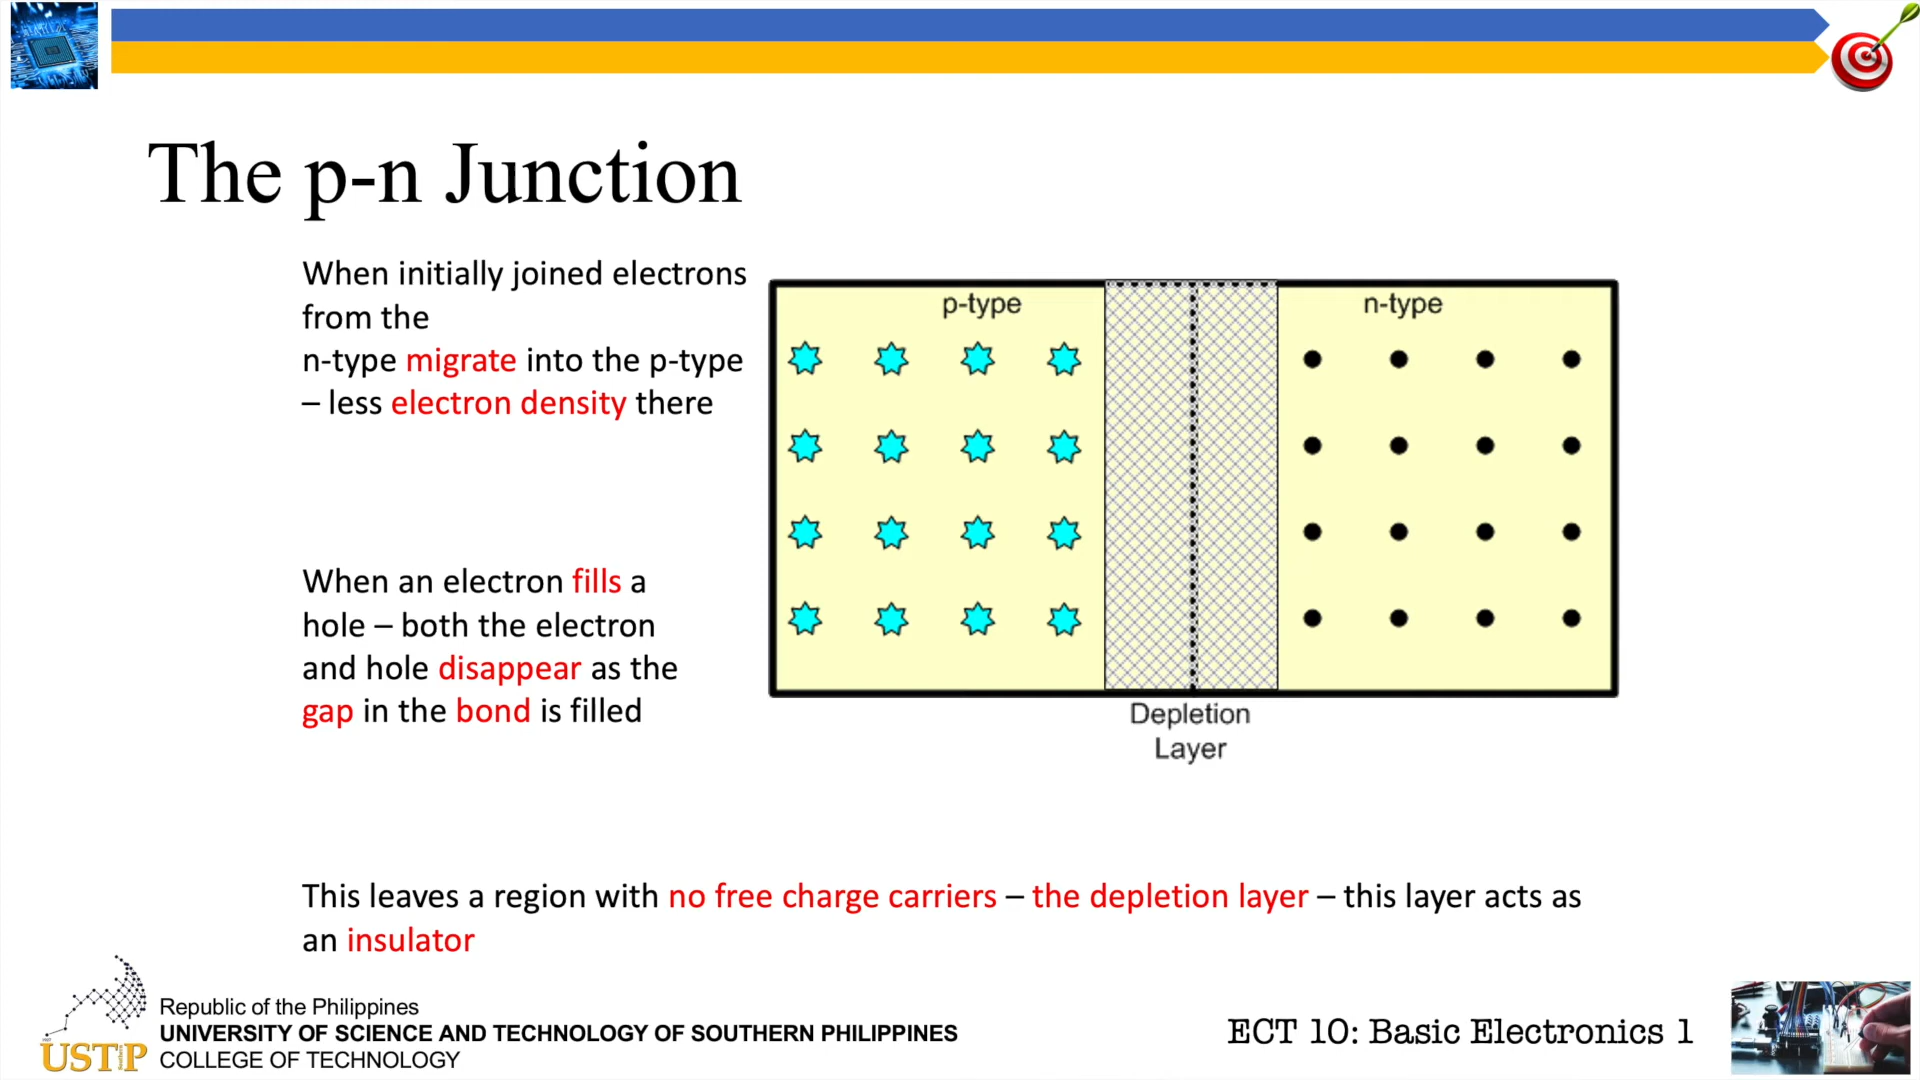 The p-n Junction
When initially joined electrons
from the
n-type migrate into the p-type
– less electron density there
When an electron fills a
hole – both the electron
and hole disappear as the
gap in the bond is filled
p-type
n-type
Depletion
Layer
This leaves a region with no free charge carriers – the depletion layer – this layer acts as
an insulator
USTP
Republic of the Philippines
UNIVERSITY OF SCIENCE AND TECHNOLOGY OF SOUTHERN PHILIPPINES
COLLEGE OF TECHNOLOGY
ECT 10: Basic Electronics 1